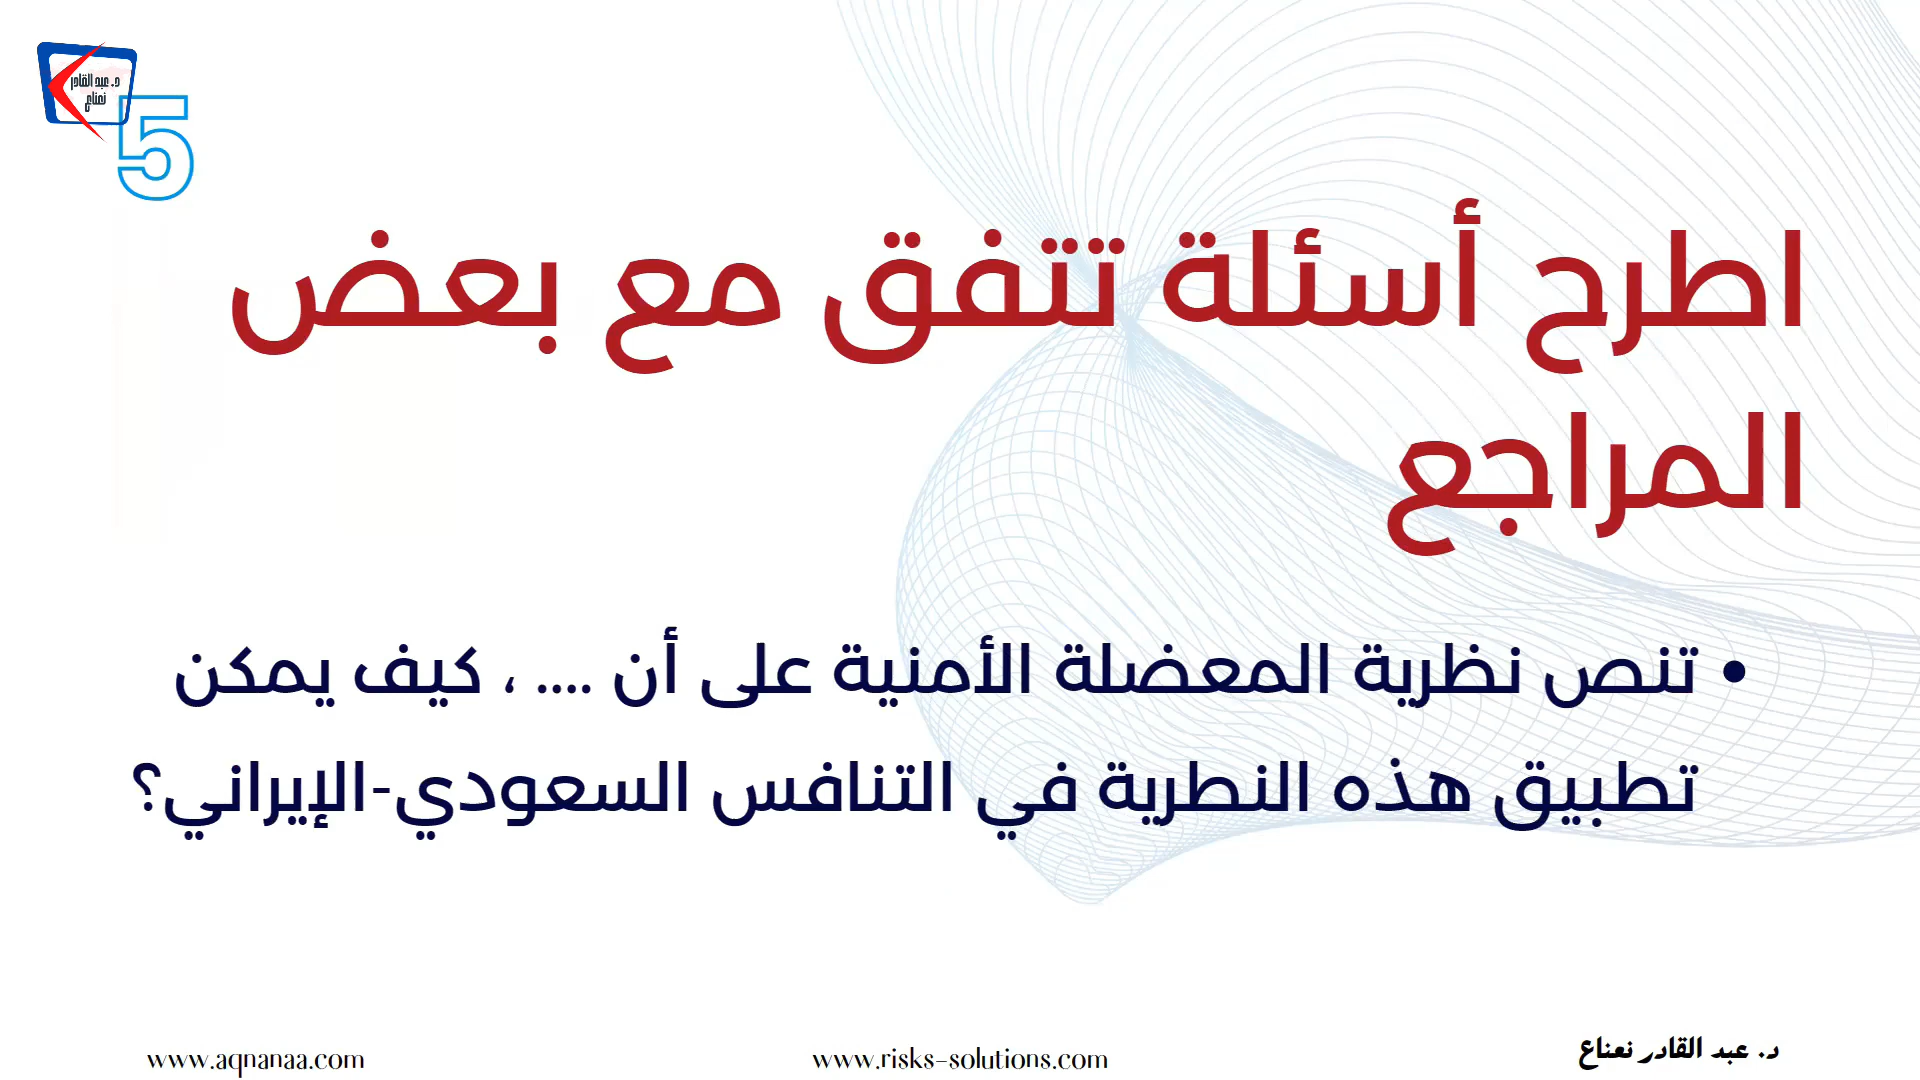 د. عبد القادر
نعناع
5
اطرح أسئلة تتفق مع بعض
المراجع
• تنص نظرية المعضلة الأمنية على أن .... ، كيف يمكن
تطبيق هذه النطرية في التنافس السعودي-الإيراني؟
www.aqnanaa.com
www.risks-solutions.com
د. عبد القادر نعناع